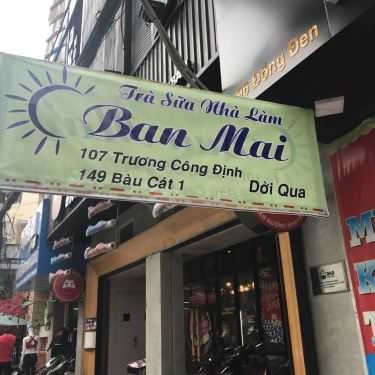 Trà Sữa Nhà Làm
Ban Mai
107 Trương Công Định
149 Bàu Cát 1
Dời Qua